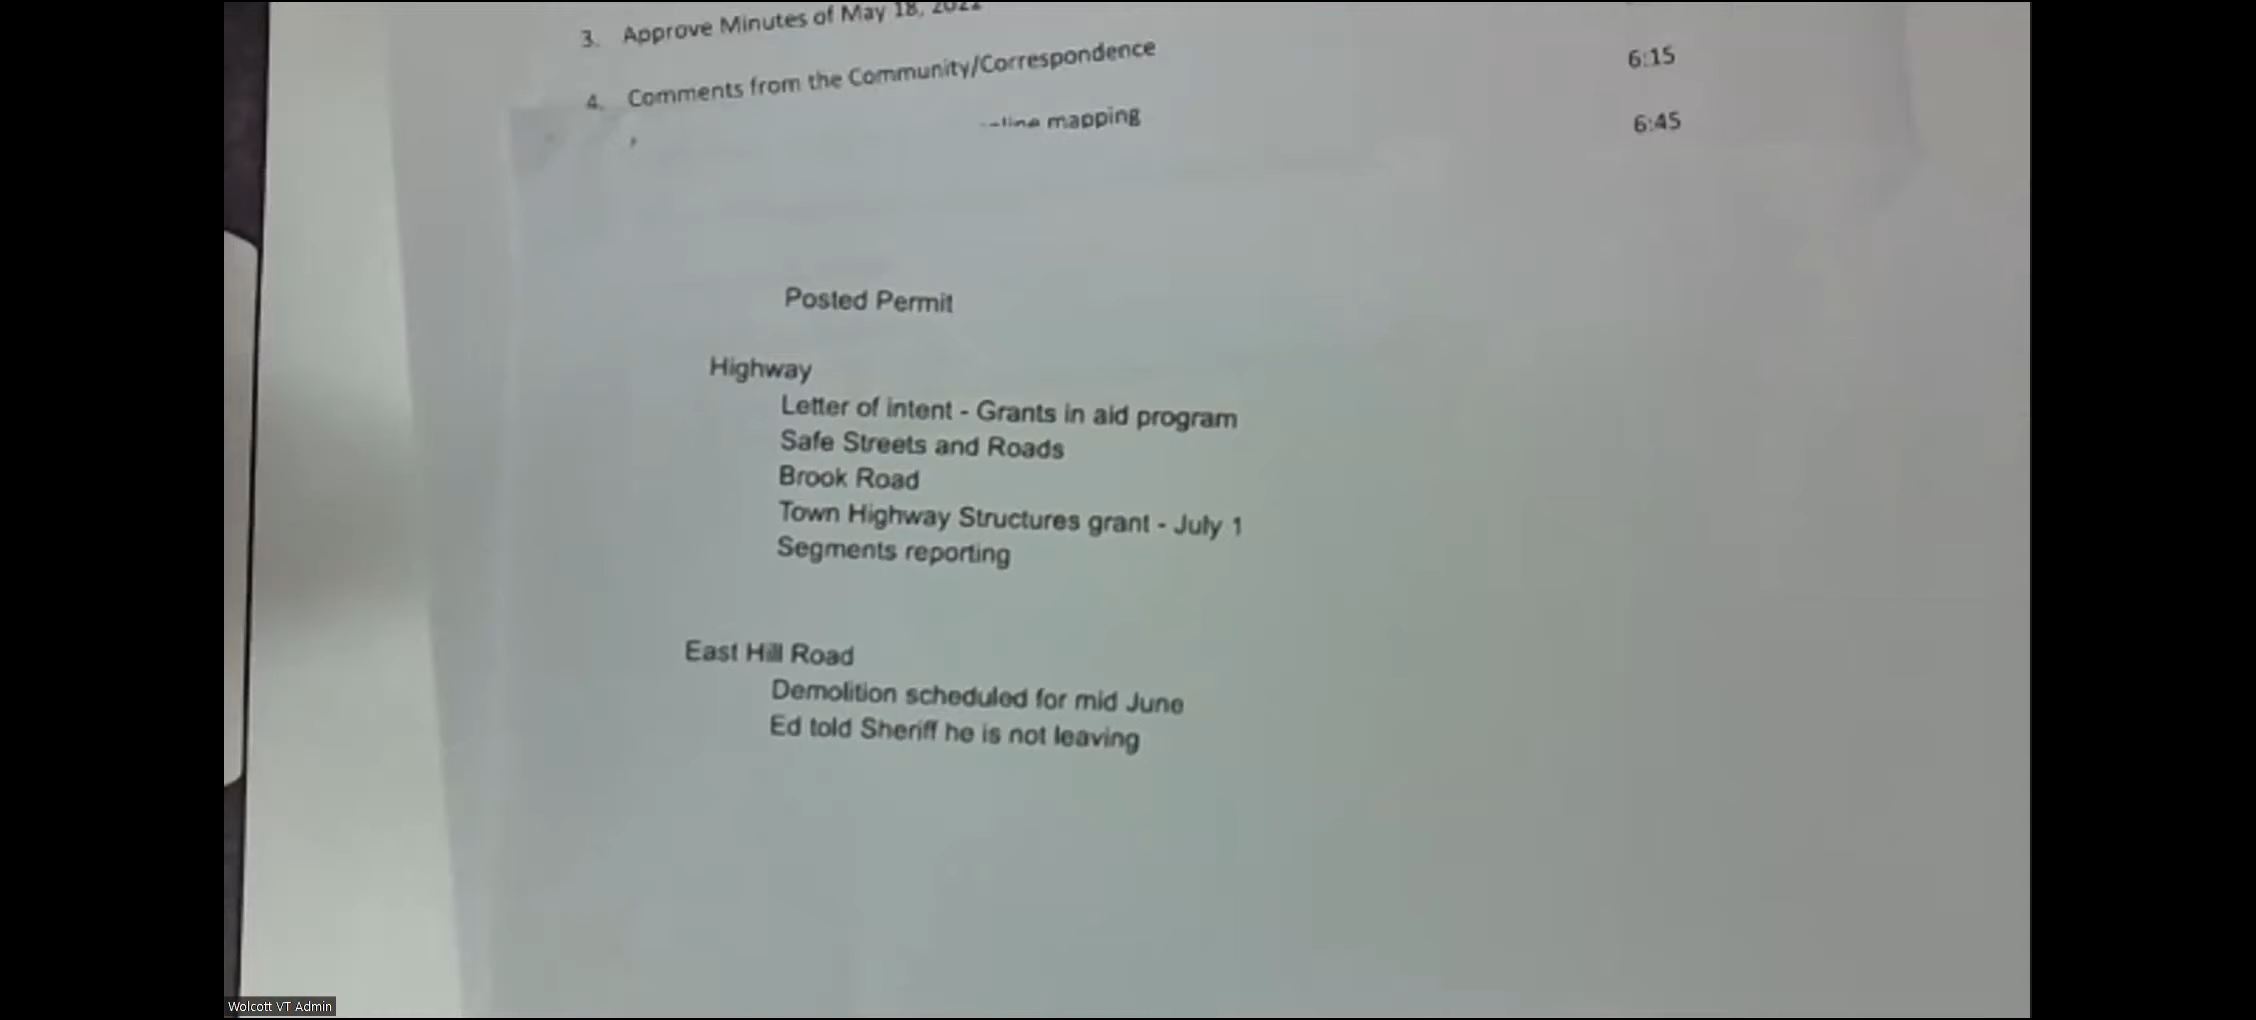 3. Approve Minutes of May 18, 2022
4. Comments from the Community/Correspondence 6:15
mapping 6:45
Posted Permit
Highway
Letter of intent - Grants in aid program
Safe Streets and Roads
Brook Road
Town Highway Structures grant - July 1
Segments reporting
East Hill Road
Demolition scheduled for mid June
Ed told Sheriff he is not leaving
Wolcott VT Admin